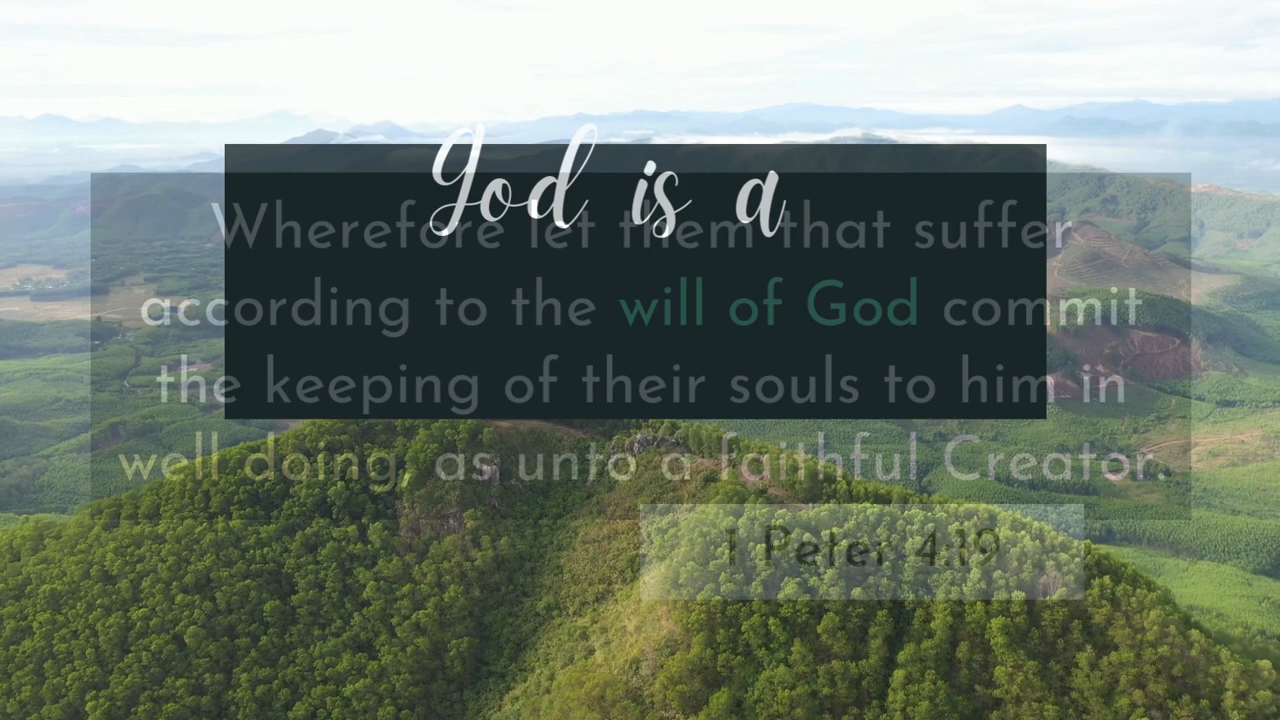 God is a
Wherefore let them that suffer
according to the will of God commit
the keeping of their souls to him in
well doing, as unto a faithful Creator.
1 Peter 4:19